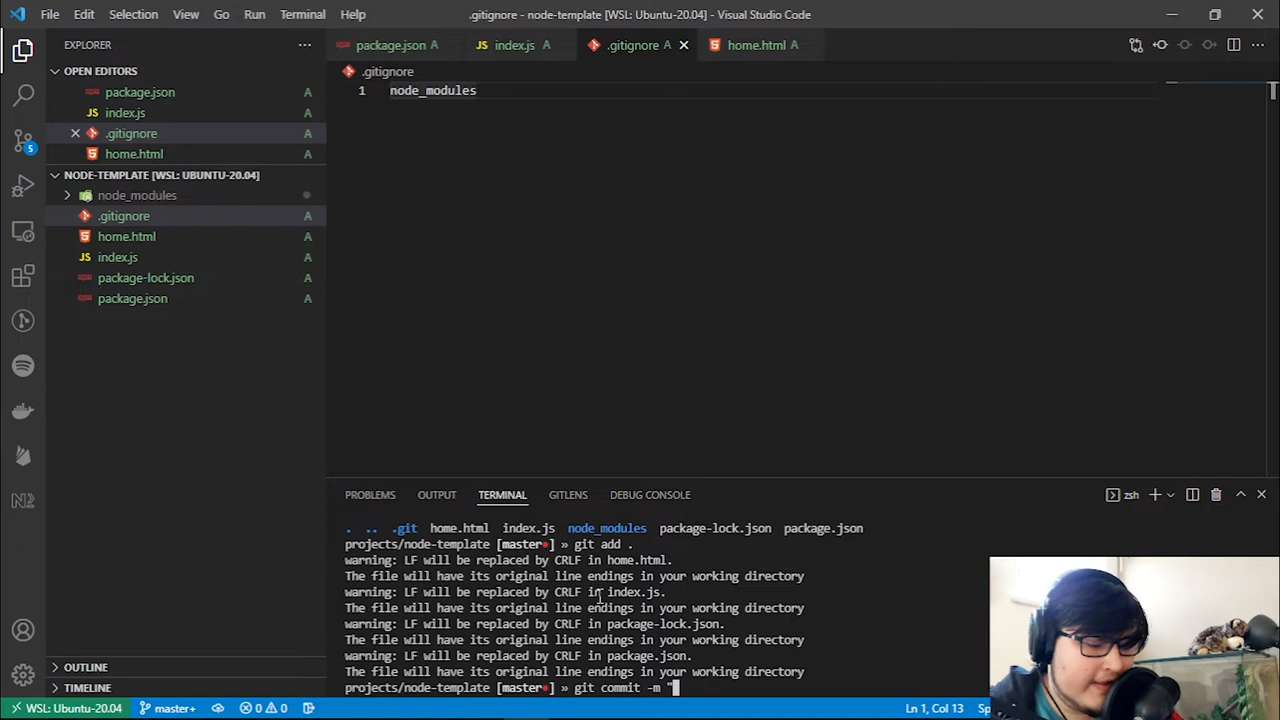 File Edit Selection View Go Run Terminal Help .gitignore - node-template [WSL: Ubuntu-20.04] - Visual Studio Code
EXPLORER
package.json A index.js A .gitignore A home.html A
OPEN EDITORS
package.json A
index.js A
.gitignore A
home.html A
NODE-TEMPLATE [WSL: UBUNTU-20.04]
node_modules
.gitignore A
home.html A
index.js A
package-lock.json A
package.json A
OUTLINE
TIMELINE
5
.gitignore
1 node_modules
PROBLEMS OUTPUT TERMINAL GITLENS DEBUG CONSOLE
zsh
. .. .git home.html index.js node_modules package-lock.json package.json
projects/node-template [master•] » git add .
warning: LF will be replaced by CRLF in home.html.
The file will have its original line endings in your working directory
warning: LF will be replaced by CRLF in index.js.
The file will have its original line endings in your working directory
warning: LF will be replaced by CRLF in package-lock.json.
The file will have its original line endings in your working directory
warning: LF will be replaced by CRLF in package.json.
The file will have its original line endings in your working directory
projects/node-template [master•] » git commit -m "
WSL: Ubuntu-20.04 master+ 0 0 Ln 1, Col 13